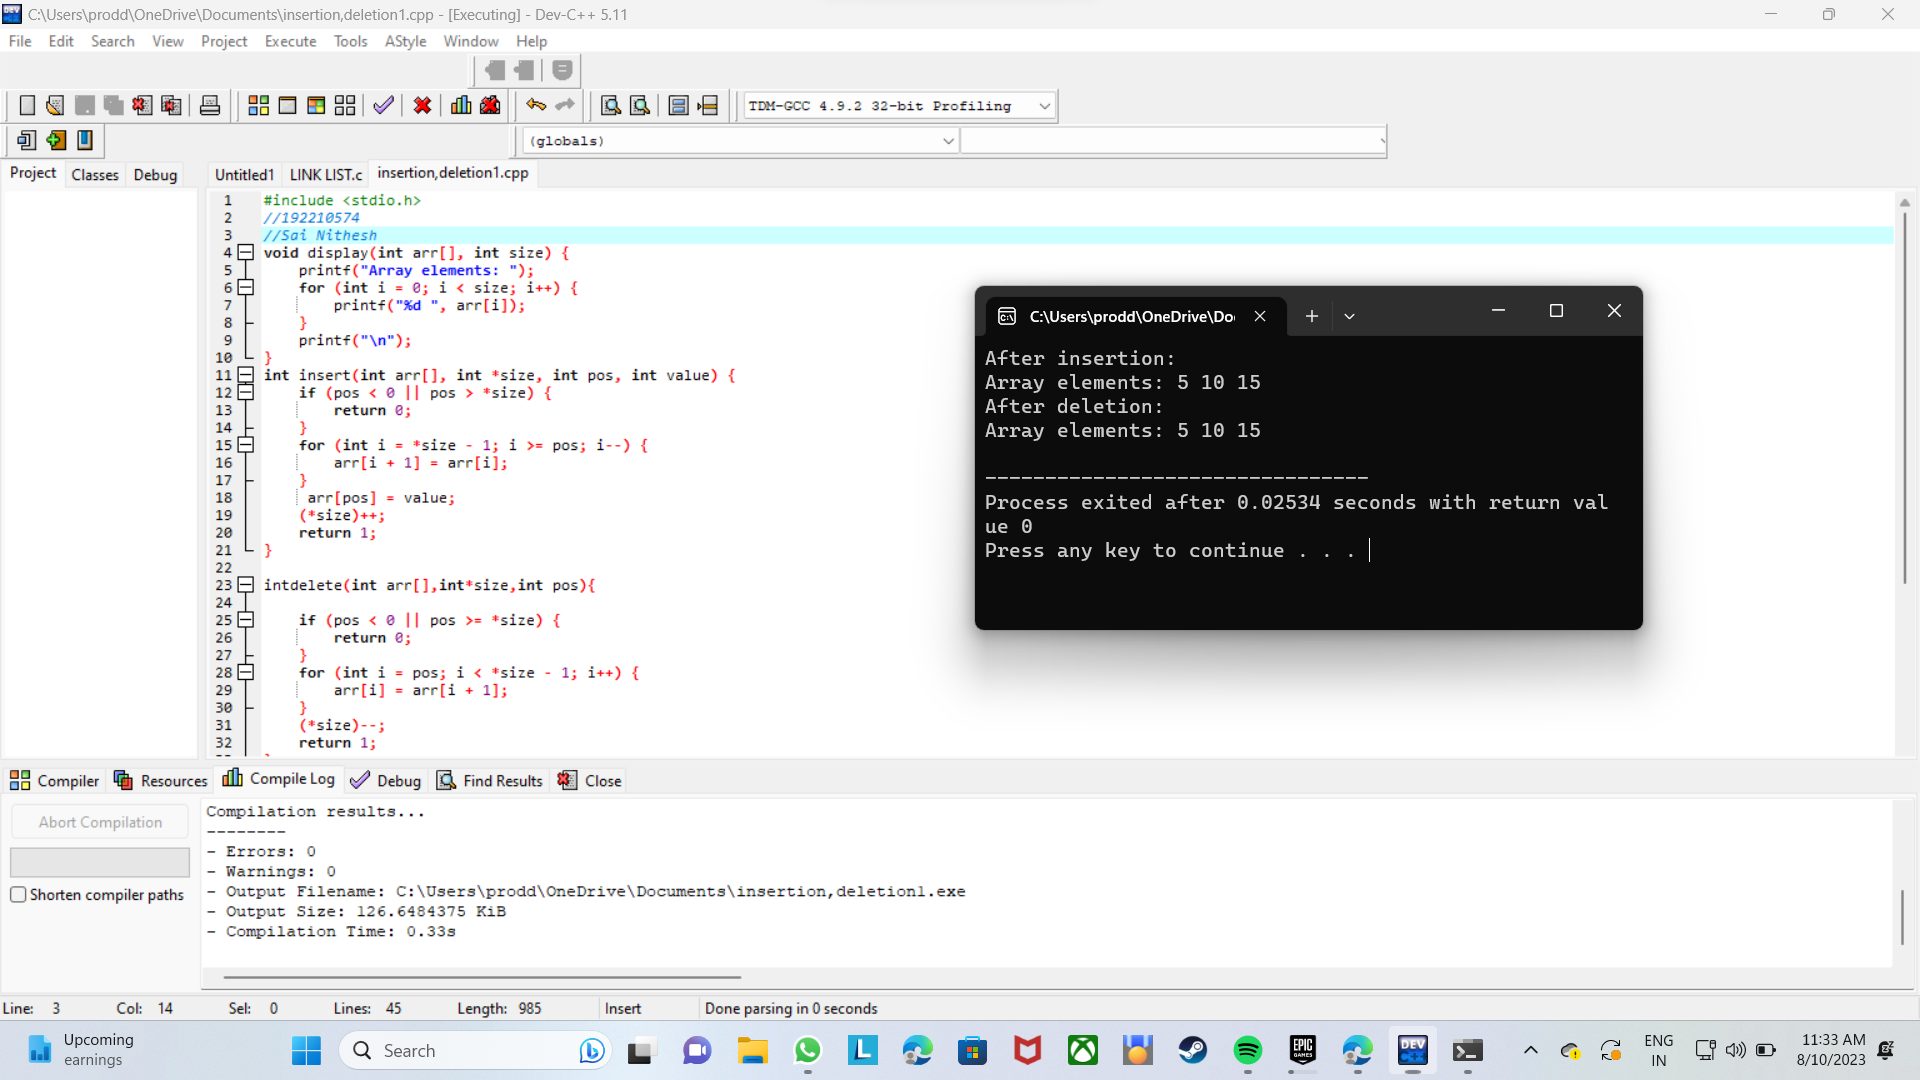 C:\Users\prodd\OneDrive\Documents\insertion,deletion1.cpp - [Executing] - Dev-C++ 5.11
File Edit Search View Project Execute Tools AStyle Window Help
TDM-GCC 4.9.2 32-bit Profiling
(globals)
Project Classes Debug
Untitled1 LINK LIST.c insertion,deletion1.cpp
1 #include <stdio.h>
2 //192210574
3 //Sai Nithesh
4 void display(int arr[], int size) {
5 printf("Array elements: ");
6 for (int i = 0; i < size; i++) {
7 printf("%d ", arr[i]);
8 }
9 printf("\n");
10 }
11 int insert(int arr[], int *size, int pos, int value) {
12 if (pos < 0 || pos > *size) {
13 return 0;
14 }
15 for (int i = *size - 1; i >= pos; i--) {
16 arr[i + 1] = arr[i];
17 }
18 arr[pos] = value;
19 (*size)++;
20 return 1;
21 }
22
23 intdelete(int arr[],int*size,int pos){
24
25 if (pos < 0 || pos >= *size) {
26 return 0;
27 }
28 for (int i = pos; i < *size - 1; i++) {
29 arr[i] = arr[i + 1];
30 }
31 (*size)--;
32 return 1;
C:\Users\prodd\OneDrive\Do
After insertion:
Array elements: 5 10 15
After deletion:
Array elements: 5 10 15
--------------------------------
Process exited after 0.02534 seconds with return val
ue 0
Press any key to continue . . .
Compiler Resources Compile Log Debug Find Results Close
Abort Compilation
Shorten compiler paths
Compilation results...
--------
- Errors: 0
- Warnings: 0
- Output Filename: C:\Users\prodd\OneDrive\Documents\insertion,deletion1.exe
- Output Size: 126.6484375 KiB
- Compilation Time: 0.33s
Line: 3 Col: 14 Sel: 0 Lines: 45 Length: 985 Insert Done parsing in 0 seconds
Upcoming
earnings
Search
L
EPIC
GAMES
DEV
C++
ENG
IN
11:33 AM
8/10/2023